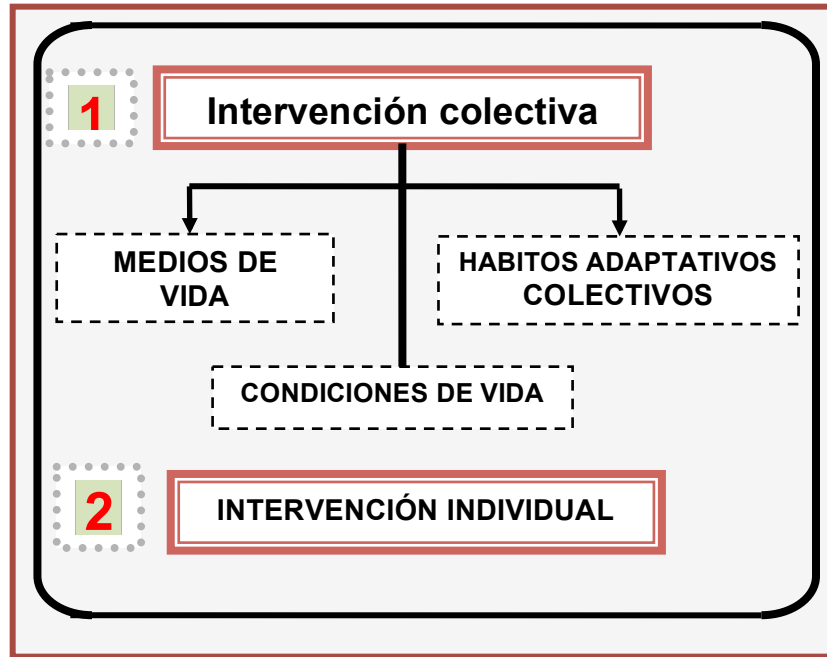 1
Intervención colectiva
MEDIOS DE
VIDA
HABITOS ADAPTATIVOS
COLECTIVOS
CONDICIONES DE VIDA
2
INTERVENCIÓN INDIVIDUAL